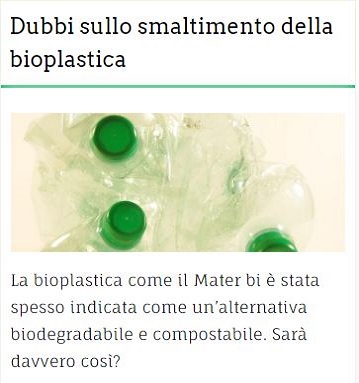 Dubbi sullo smaltimento della
bioplastica
La bioplastica come il Mater bi è stata
spesso indicata come un'alternativa
biodegradabile e compostabile. Sarà
davvero così?